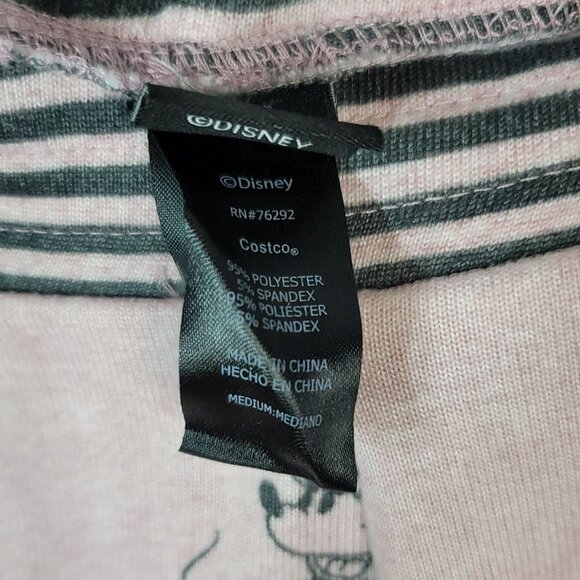 ©DISNEY
©Disney
RN#76292
Costco®
95% POLYESTER
5% SPANDEX
95% POLIÉSTER
5% SPANDEX
MADE IN CHINA
HECHO EN CHINA
MEDIUM:MEDIANO